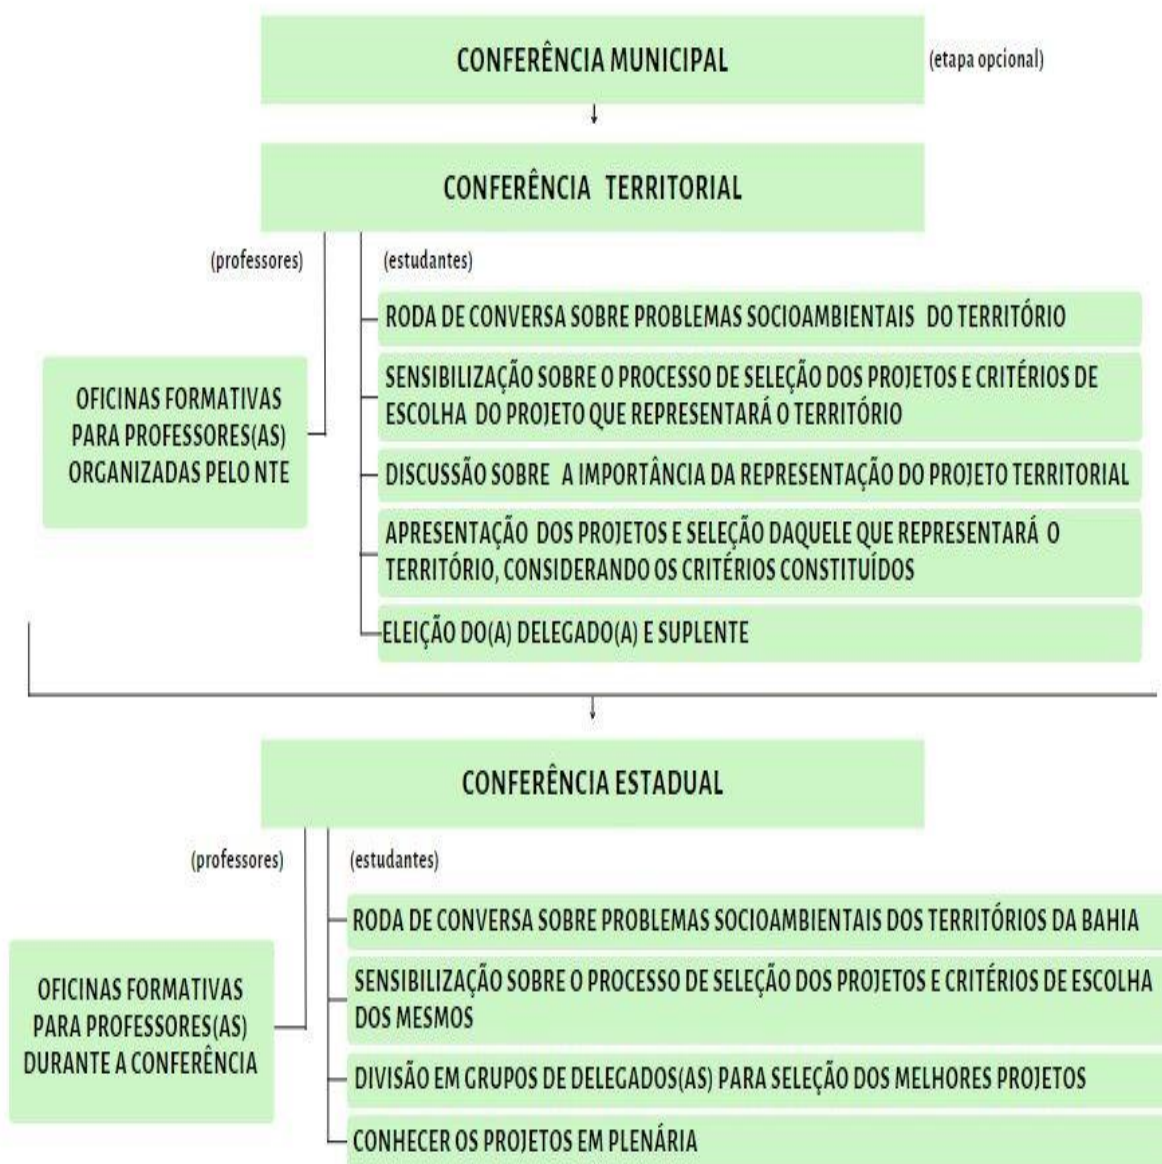 CONFERÊNCIA MUNICIPAL
(etapa opcional)
CONFERÊNCIA TERRITORIAL
(professores)
(estudantes)
OFICINAS FORMATIVAS
PARA PROFESSORES(AS)
ORGANIZADAS PELO NTE
RODA DE CONVERSA SOBRE PROBLEMAS SOCIOAMBIENTAIS DO TERRITÓRIO
SENSIBILIZAÇÃO SOBRE O PROCESSO DE SELEÇÃO DOS PROJETOS E CRITÉRIOS DE
ESCOLHA DO PROJETO QUE REPRESENTARÁ O TERRITÓRIO
DISCUSSÃO SOBRE A IMPORTÂNCIA DA REPRESENTAÇÃO DO PROJETO TERRITORIAL
APRESENTAÇÃO DOS PROJETOS E SELEÇÃO DAQUELE QUE REPRESENTARÁ O
TERRITÓRIO, CONSIDERANDO OS CRITÉRIOS CONSTITUÍDOS
ELEIÇÃO DO(A) DELEGADO(A) E SUPLENTE
CONFERÊNCIA ESTADUAL
(professores)
(estudantes)
OFICINAS FORMATIVAS
PARA PROFESSORES(AS)
DURANTE A CONFERÊNCIA
RODA DE CONVERSA SOBRE PROBLEMAS SOCIOAMBIENTAIS DOS TERRITÓRIOS DA BAHIA
SENSIBILIZAÇÃO SOBRE O PROCESSO DE SELEÇÃO DOS PROJETOS E CRITÉRIOS DE ESCOLHA
DOS MESMOS
DIVISÃO EM GRUPOS DE DELEGADOS(AS) PARA SELEÇÃO DOS MELHORES PROJETOS
CONHECER OS PROJETOS EM PLENÁRIA